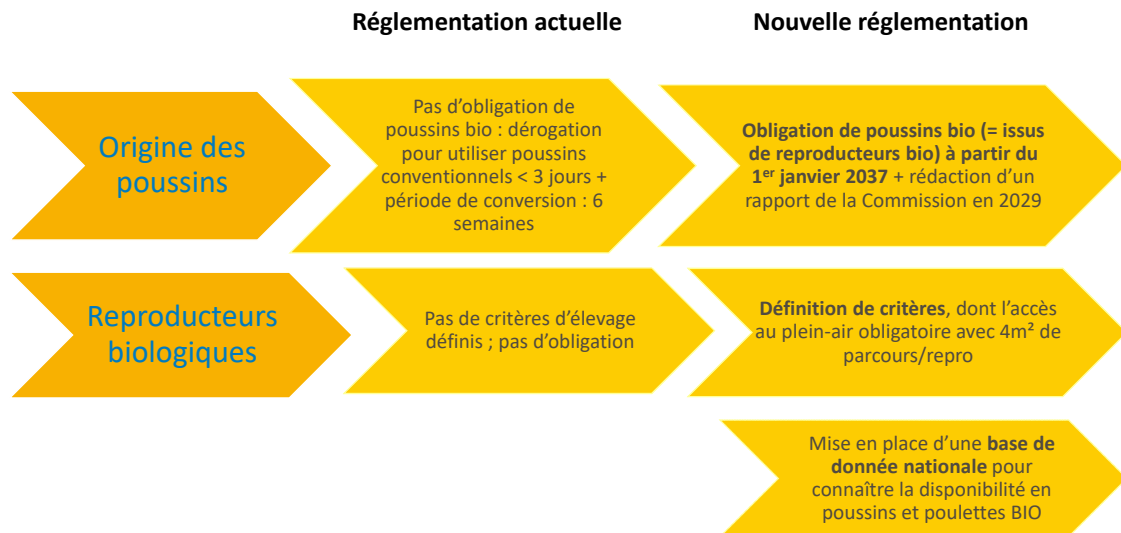 Réglementation actuelle
Nouvelle réglementation
Origine des
poussins
Pas d'obligation de
poussins bio : dérogation
pour utiliser poussins
conventionnels < 3 jours +
période de conversion : 6
semaines
Obligation de poussins bio (= issus
de reproducteurs bio) à partir du
1er janvier 2037 + rédaction d'un
rapport de la Commission en 2029
Reproducteurs
biologiques
Pas de critères d'élevage
définis ; pas d'obligation
Définition de critères, dont l'accès
au plein-air obligatoire avec 4m² de
parcours/repro
Mise en place d'une base de
donnée nationale pour
connaître la disponibilité en
poussins et poulettes BIO